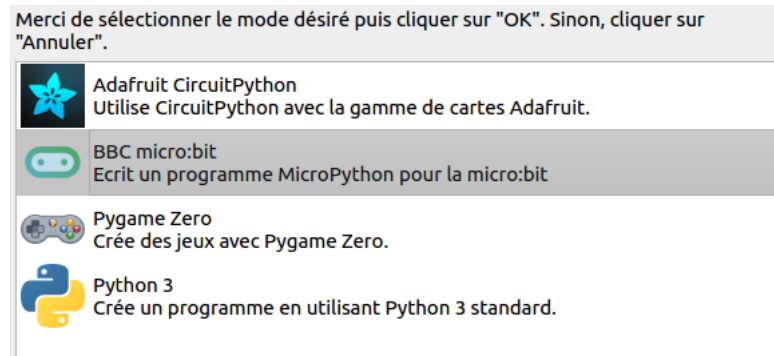 Merci de sélectionner le mode désiré puis cliquer sur "OK". Sinon, cliquer sur
"Annuler".
Adafruit CircuitPython
Utilise CircuitPython avec la gamme de cartes Adafruit.
BBC micro:bit
Ecrit un programme MicroPython pour la micro:bit
Pygame Zero
Crée des jeux avec Pygame Zero.
Python 3
Crée un programme en utilisant Python 3 standard.